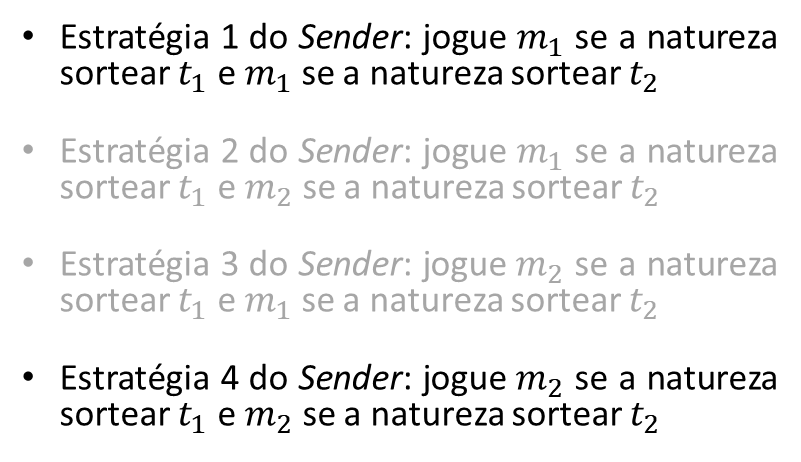 • Estratégia 1 do Sender: jogue m₁ se a natureza
sortear t₁ e m₁ se a natureza sortear t₂
• Estratégia 2 do Sender: jogue m₁ se a natureza
sortear t₁ e m₂ se a natureza sortear t₂
• Estratégia 3 do Sender: jogue m₂ se a natureza
sortear t₁ e m₁ se a natureza sortear t₂
• Estratégia 4 do Sender: jogue m₂ se a natureza
sortear t₁ e m₂ se a natureza sortear t₂